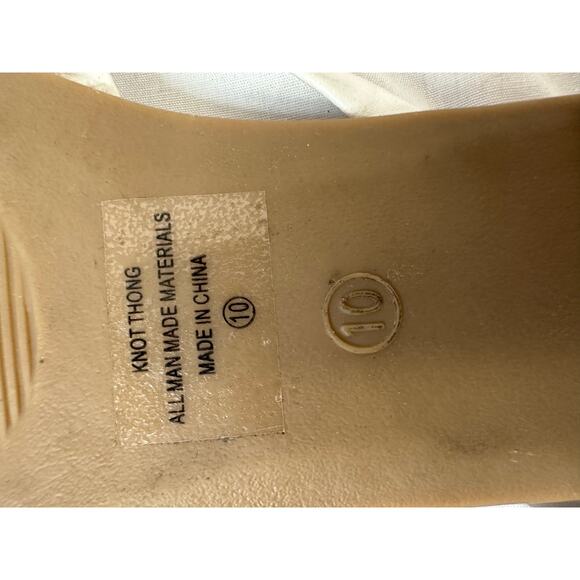 KNOT THONG
ALL MAN MADE MATERIALS
MADE IN CHINA
10
10